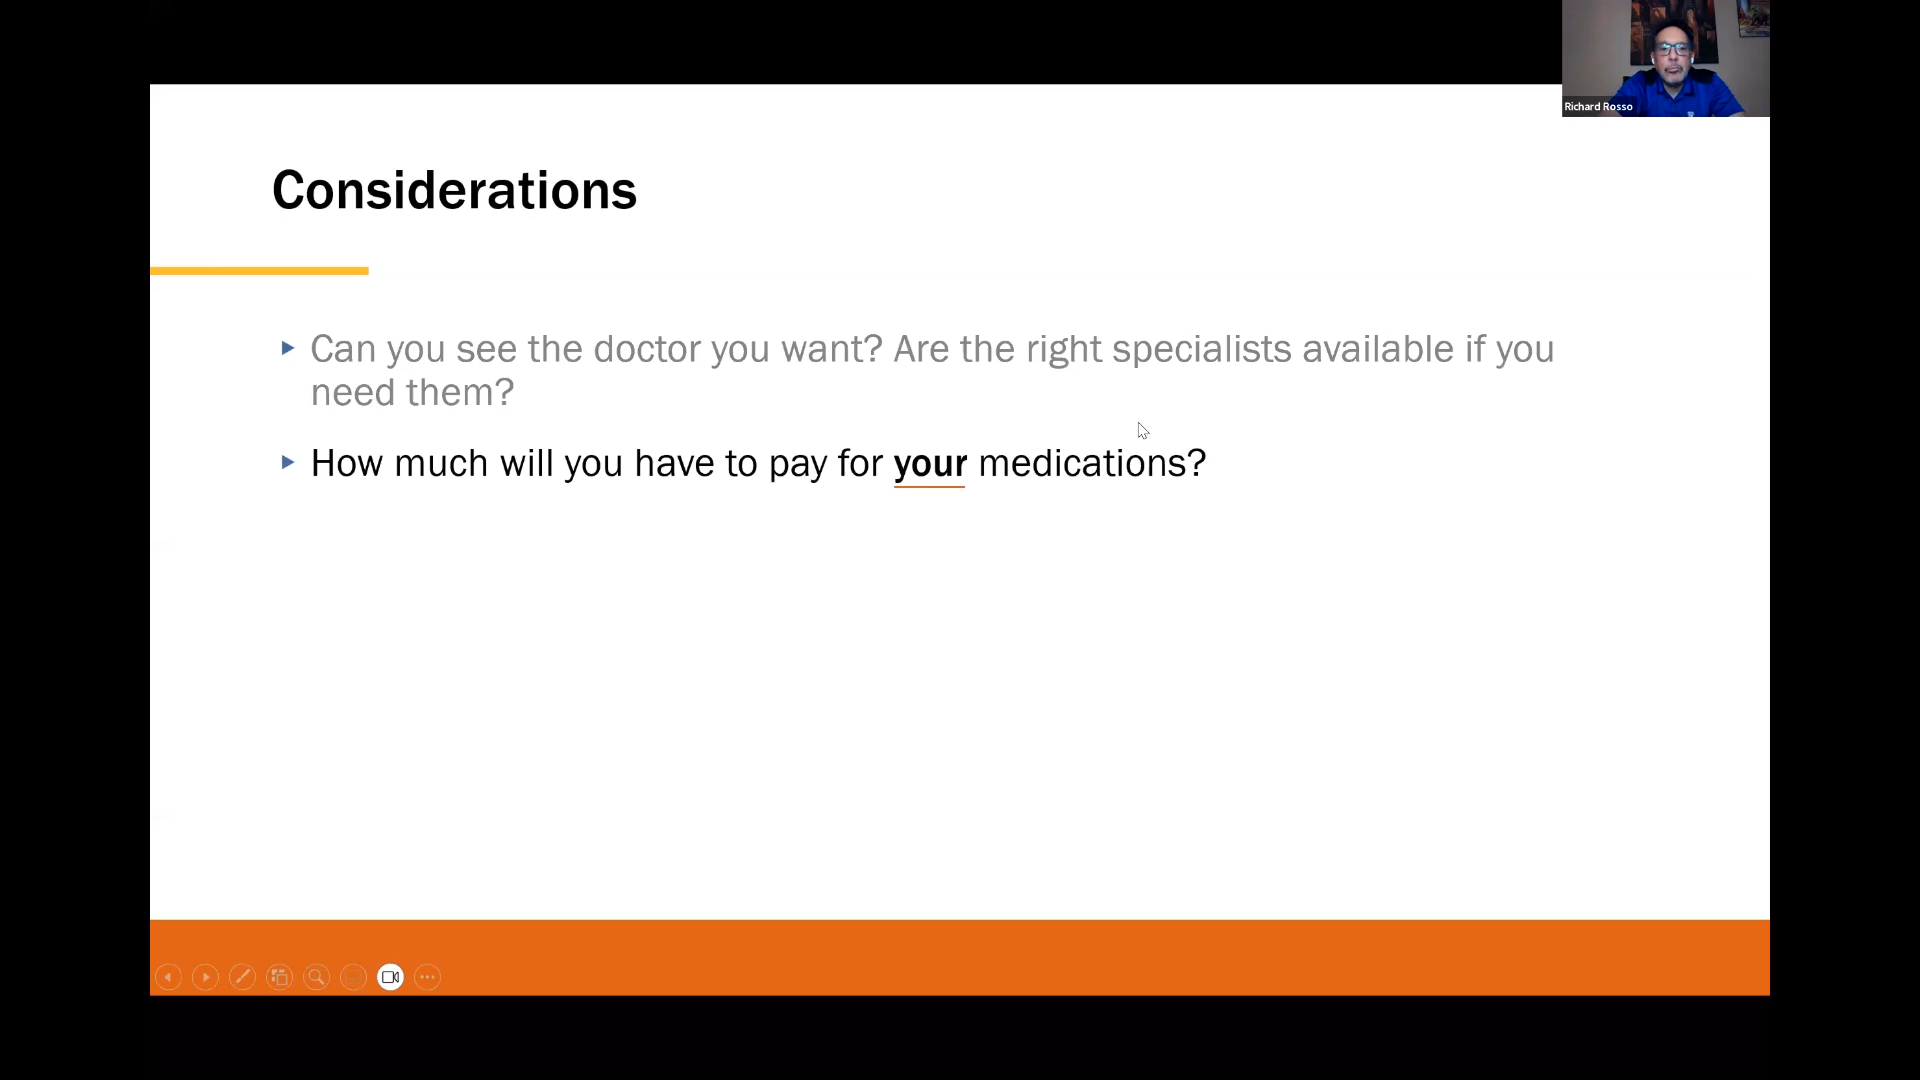 Richard Rosso
Considerations
Can you see the doctor you want? Are the right specialists available if you
need them?
How much will you have to pay for your medications?